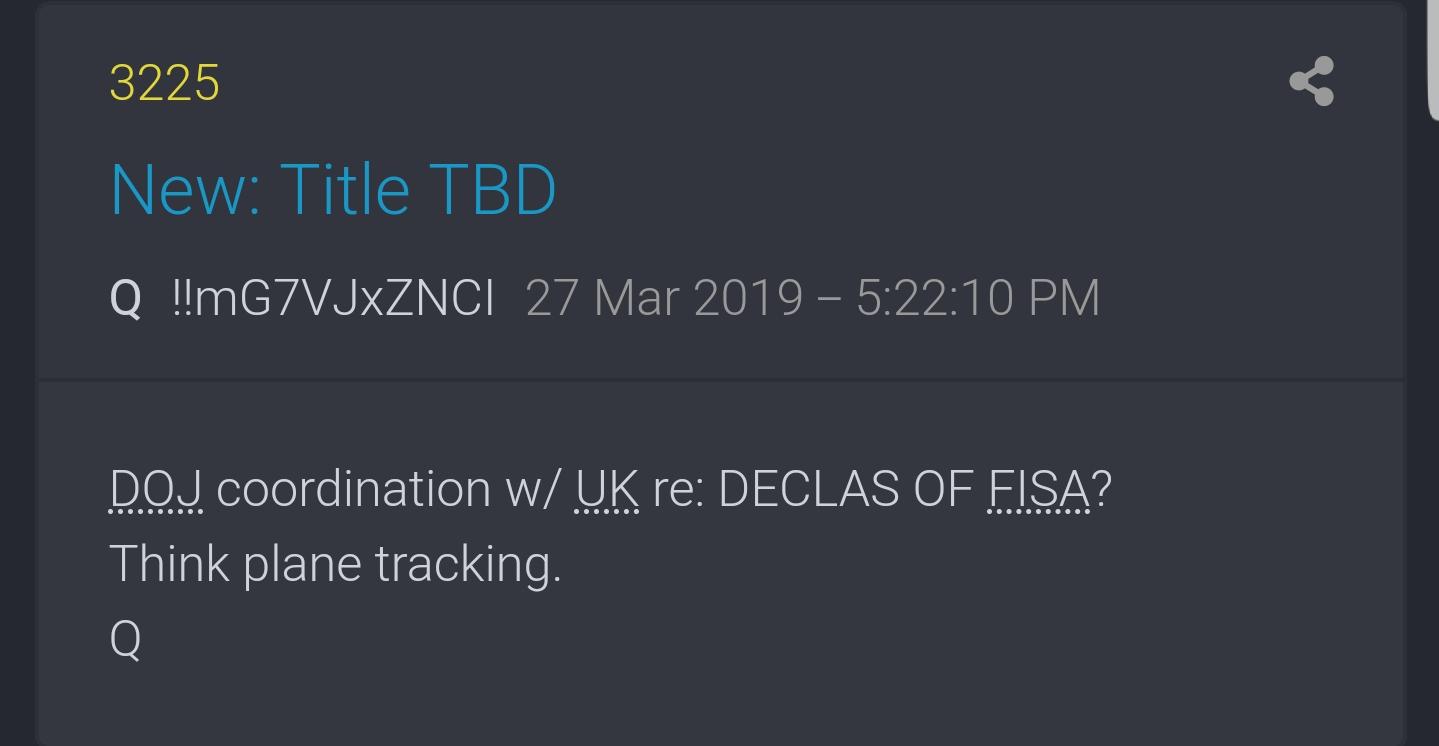 3225
New: Title TBD
Q !!mG7VJxZNCI 27 Mar 2019 – 5:22:10 PM
DOJ coordination w/ UK re: DECLAS OF FISA?
Think plane tracking.
Q